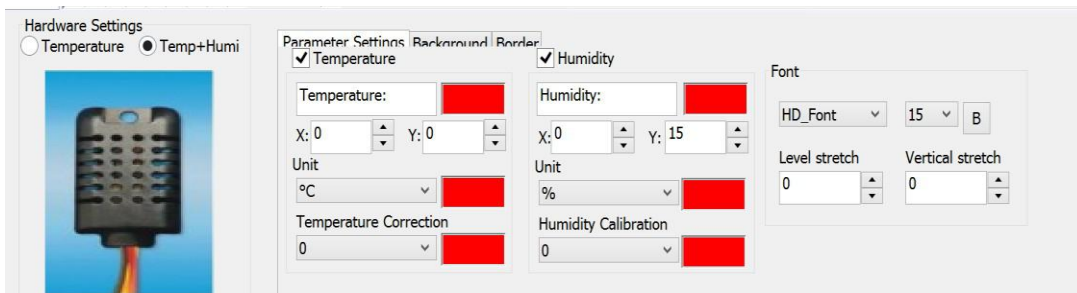 Hardware Settings
Temperature Temp+Humi
Parameter Settings Background Border
Temperature
Temperature:
X: 0 Y: 0
Unit
ºC
Temperature Correction
0
Humidity
Humidity:
X: 0 Y: 15
Unit
%
Humidity Calibration
0
Font
HD_Font 15 B
Level stretch Vertical stretch
0 0